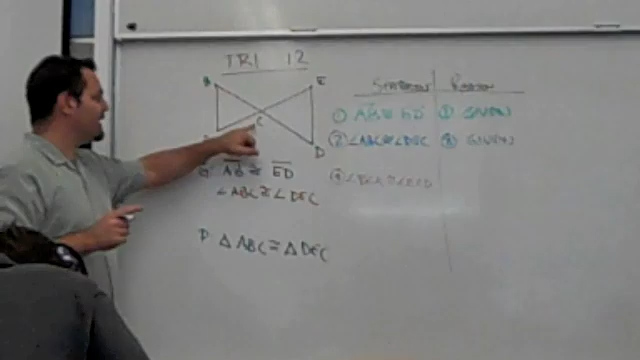 TRI 12
B E
C
D
STATEMENT REASON
① AB ≅ ED ① GIVEN
② ∠ABC ≅ ∠DEC ② GIVEN
G: AB ≅ ED
∠ABC ≅ ∠DEC
P: △ABC ≅ △DEC